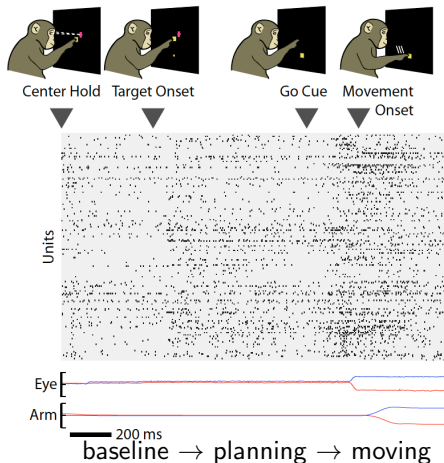 Center Hold Target Onset Go Cue Movement Onset
Units
Eye
Arm
200 ms
baseline → planning → moving